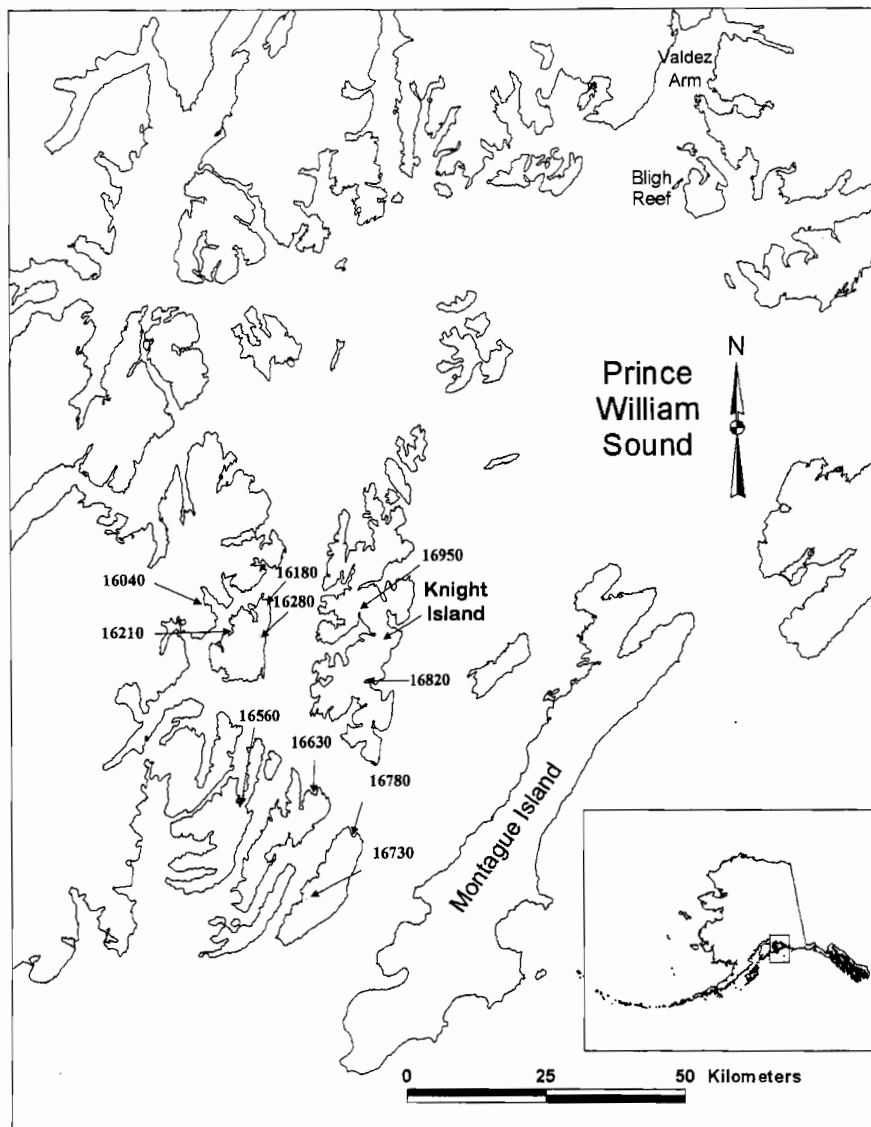 Valdez
Arm
Bligh
Reef
N
Prince
William
Sound
16950
16180
16040
Knight
Island
16280
16210
16820
16560
16630
16780
16730
Montague Island
0 25 50 Kilometers